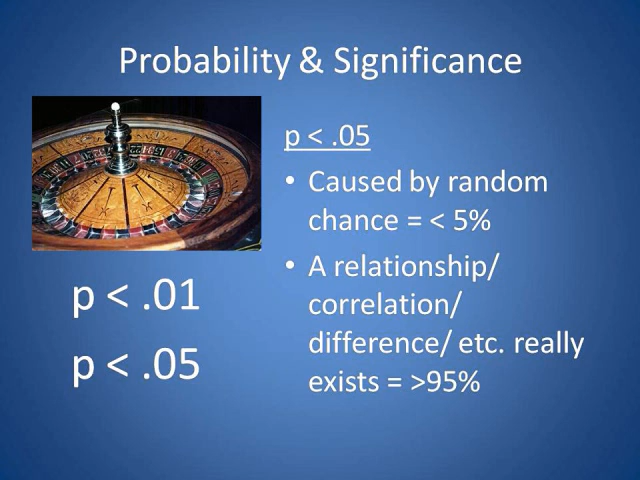 Probability & Significance
p < .01
p < .05
p < .05
• Caused by random
chance = < 5%
• A relationship/
correlation/
difference/ etc. really
exists = >95%